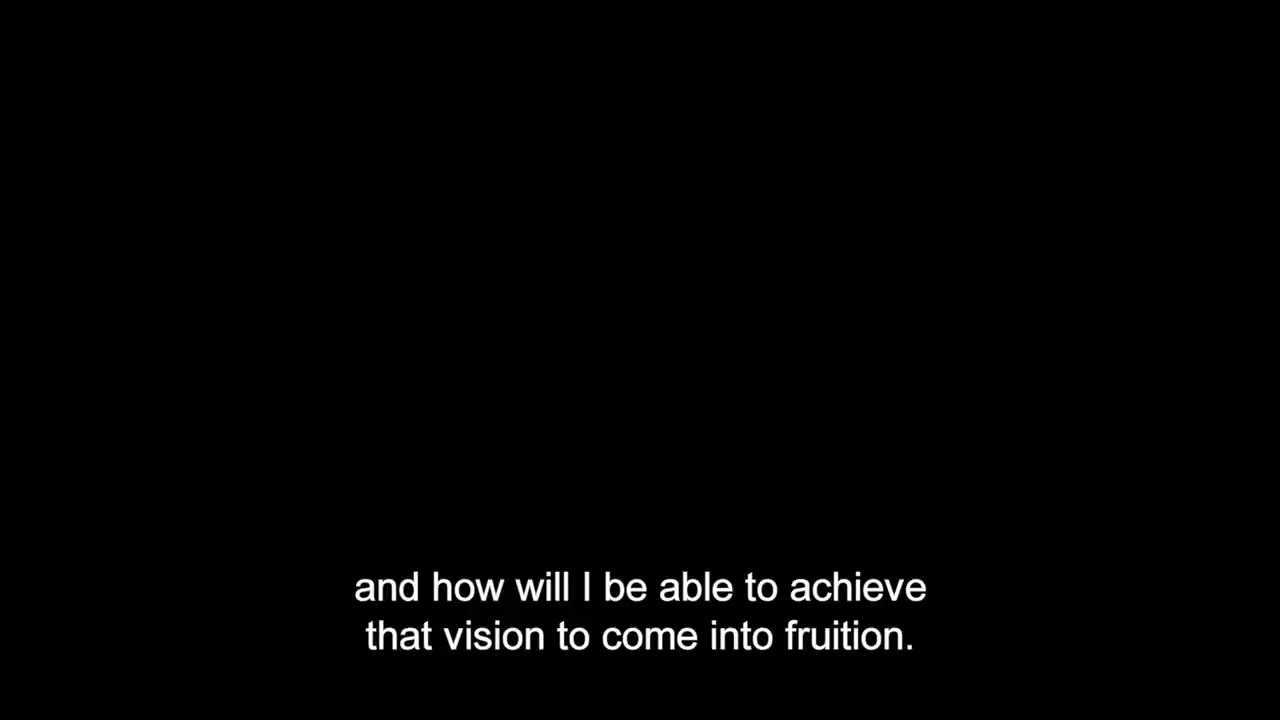 and how will I be able to achieve
that vision to come into fruition.